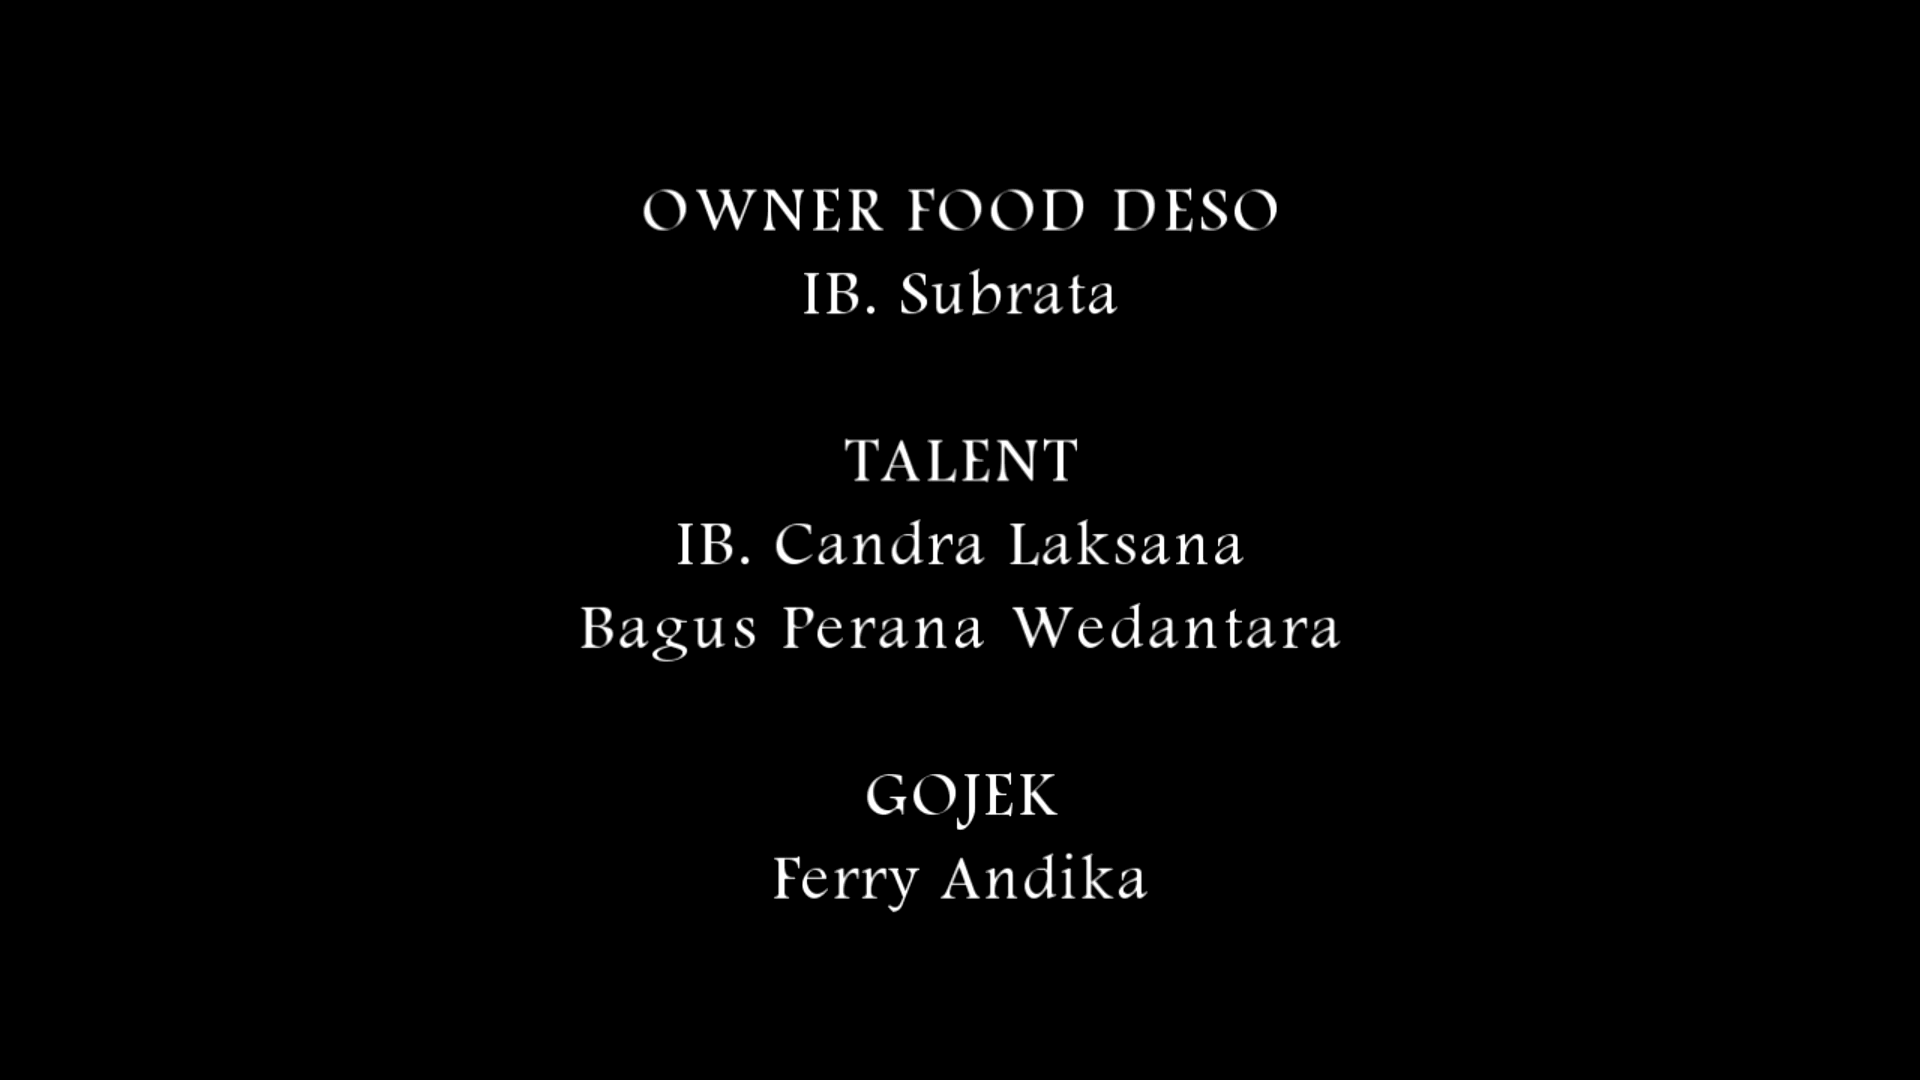 OWNER FOOD DESO
IB. Subrata
TALENT
IB. Candra Laksana
Bagus Perana Wedantara
GOJEK
Ferry Andika